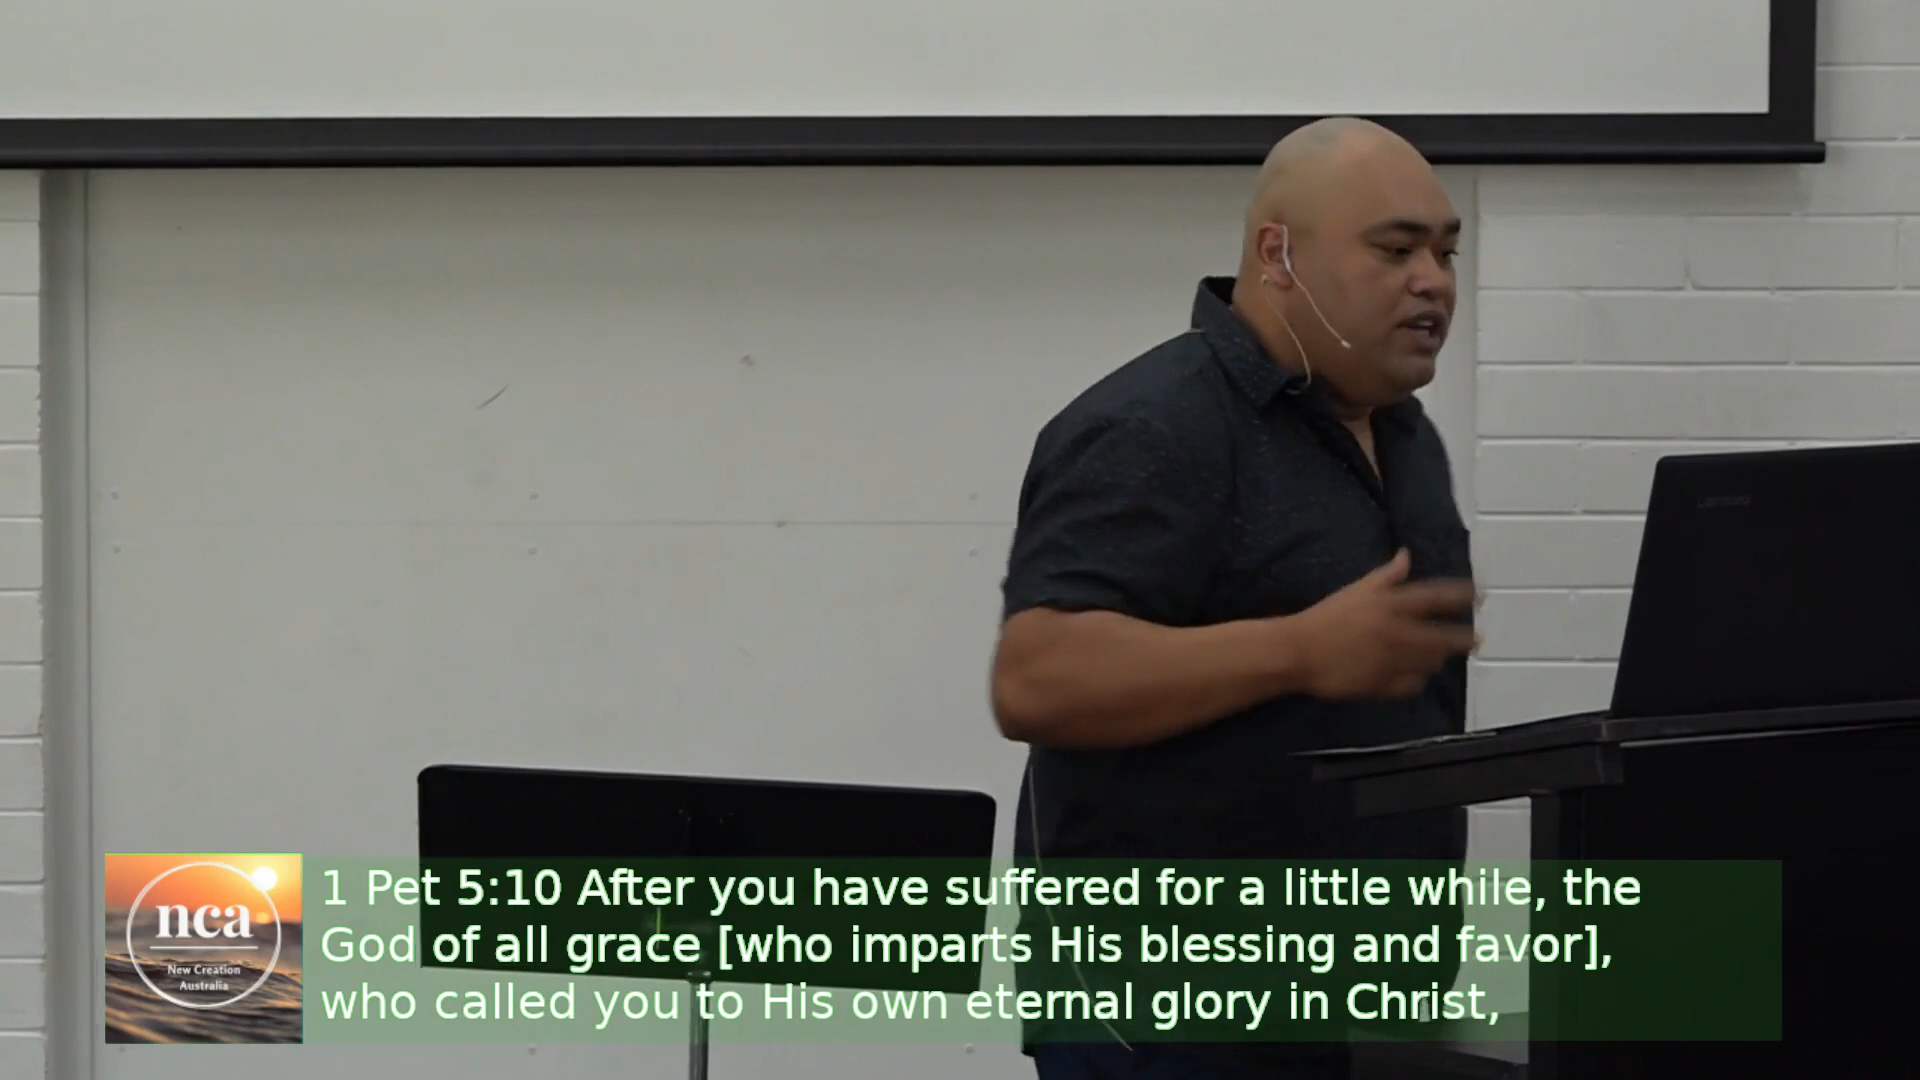 1 Pet 5:10 After you have suffered for a little while, the
God of all grace [who imparts His blessing and favor],
who called you to His own eternal glory in Christ,
nca
New Creation
Australia